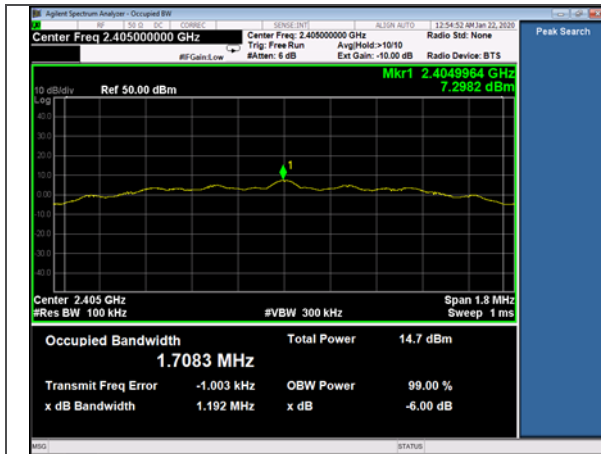 Agilent Spectrum Analyzer - Occupied BW
RF 50 Ω DC CORREC SENSE:INT ALIGN AUTO 12:54:52 AM Jan 22, 2020
Center Freq 2.405000000 GHz Center Freq: 2.405000000 GHz Radio Std: None Peak Search
Trig: Free Run Avg|Hold:>10/10
#IFGain:Low #Atten: 6 dB Ext Gain: -10.00 dB Radio Device: BTS
Mkr1 2.4049964 GHz
10 dB/div Ref 50.00 dBm 7.2982 dBm
Log
40.0
30.0
20.0
1
10.0
0.00
-10.0
-20.0
-30.0
-40.0
Center 2.405 GHz Span 1.8 MHz
#Res BW 100 kHz #VBW 300 kHz Sweep 1 ms
Occupied Bandwidth Total Power 14.7 dBm
1.7083 MHz
Transmit Freq Error -1.003 kHz OBW Power 99.00 %
x dB Bandwidth 1.192 MHz x dB -6.00 dB
MSG STATUS